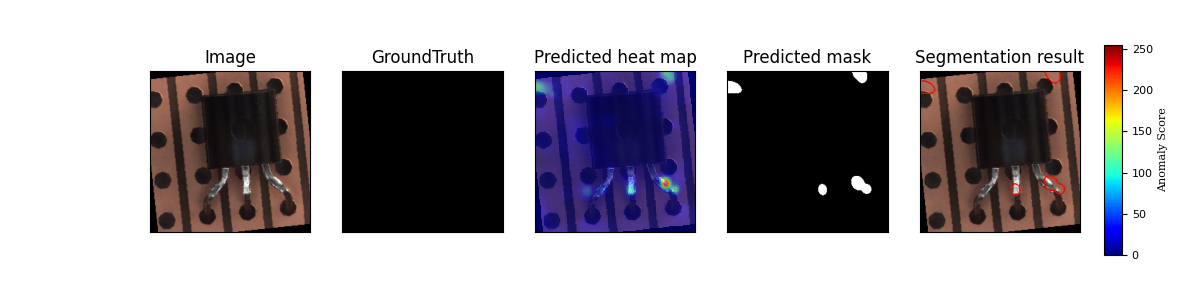 Image
GroundTruth
Predicted heat map
Predicted mask
Segmentation result
250
200
150
100
50
0
Anomaly Score